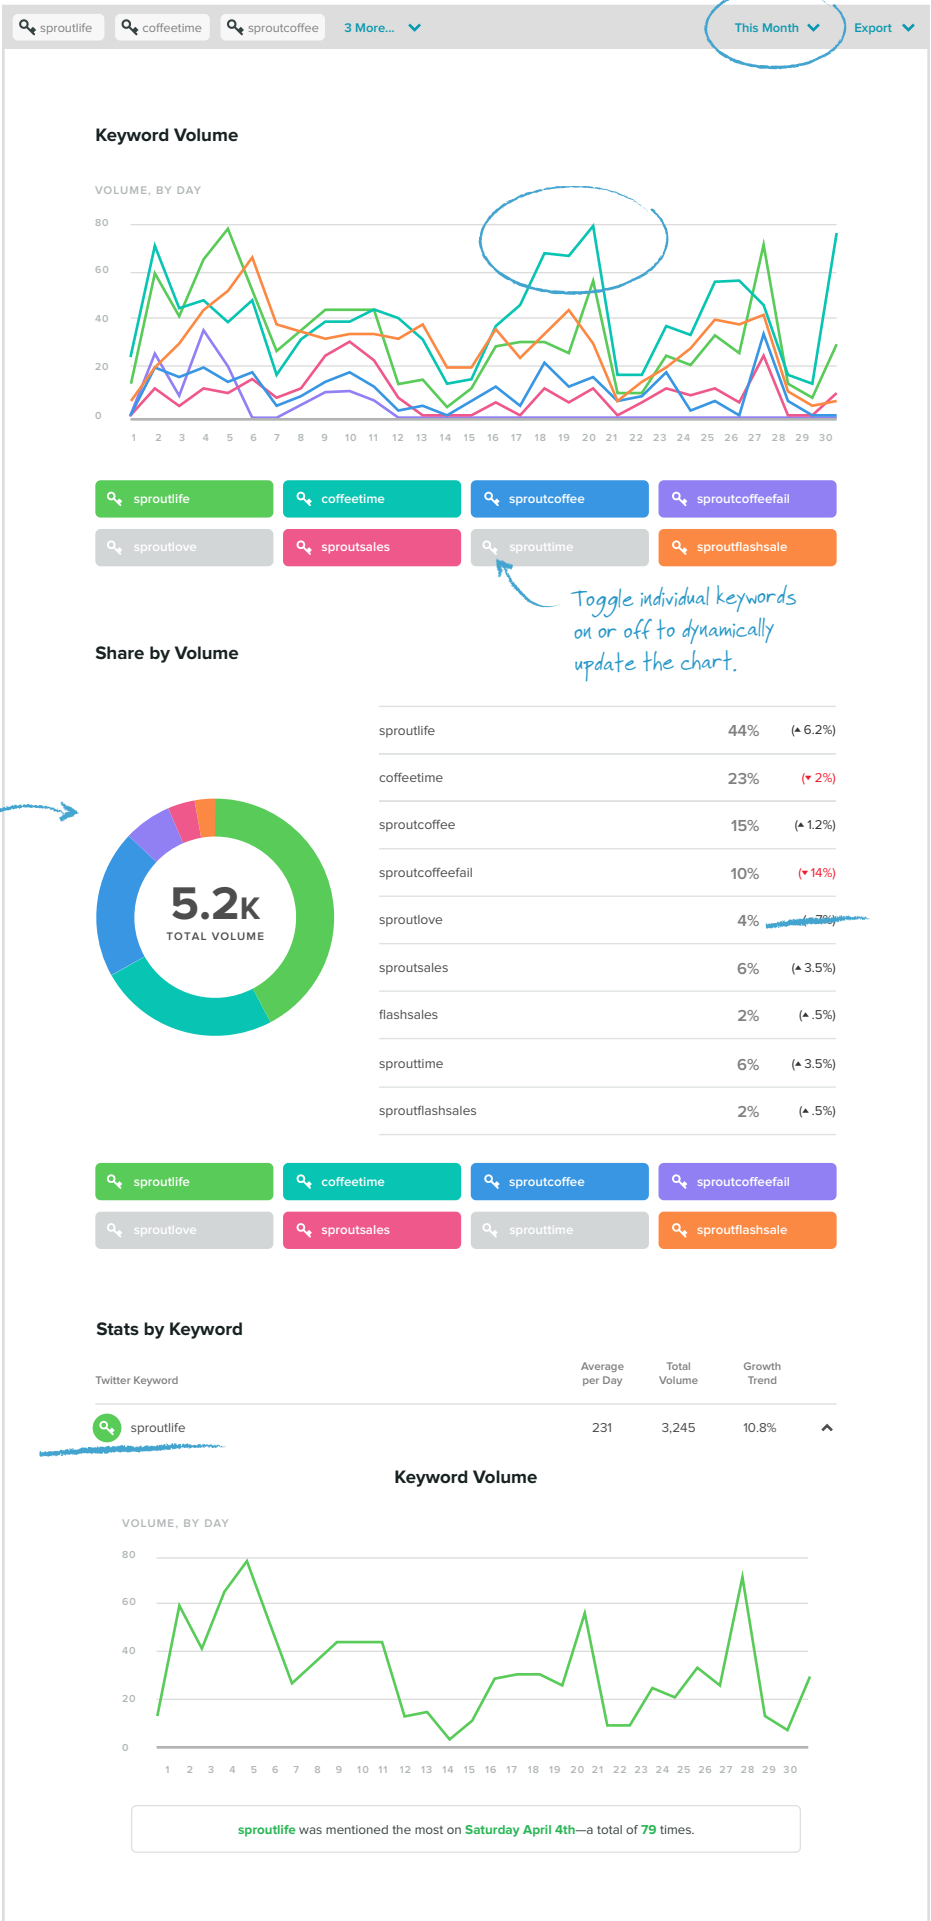 sproutlife coffeetime sproutcoffee 3 More... This Month Export
Keyword Volume
VOLUME, BY DAY
80
60
40
20
0
1 2 3 4 5 6 7 8 9 10 11 12 13 14 15 16 17 18 19 20 21 22 23 24 25 26 27 28 29 30
sproutlife coffeetime sproutcoffee sproutcoffeefail
sproutlove sproutsales sprouttime sproutflashsale
Toggle individual keywords
on or off to dynamically
update the chart.
Share by Volume
sproutlife 44% (▲ 6.2%)
coffeetime 23% (▼ 2%)
sproutcoffee 15% (▲ 1.2%)
sproutcoffeefail 10% (▼ 14%)
sproutlove 4%
sproutsales 6% (▲ 3.5%)
flashsales 2% (▲ .5%)
sprouttime 6% (▲ 3.5%)
sproutflashsales 2% (▲ .5%)
5.2K
TOTAL VOLUME
sproutlife coffeetime sproutcoffee sproutcoffeefail
sproutlove sproutsales sprouttime sproutflashsale
Stats by Keyword
Twitter Keyword
Average
per Day
Total
Volume
Growth
Trend
sproutlife 231 3,245 10.8%
Keyword Volume
VOLUME, BY DAY
80
60
40
20
0
1 2 3 4 5 6 7 8 9 10 11 12 13 14 15 16 17 18 19 20 21 22 23 24 25 26 27 28 29 30
sproutlife was mentioned the most on Saturday April 4th—a total of 79 times.